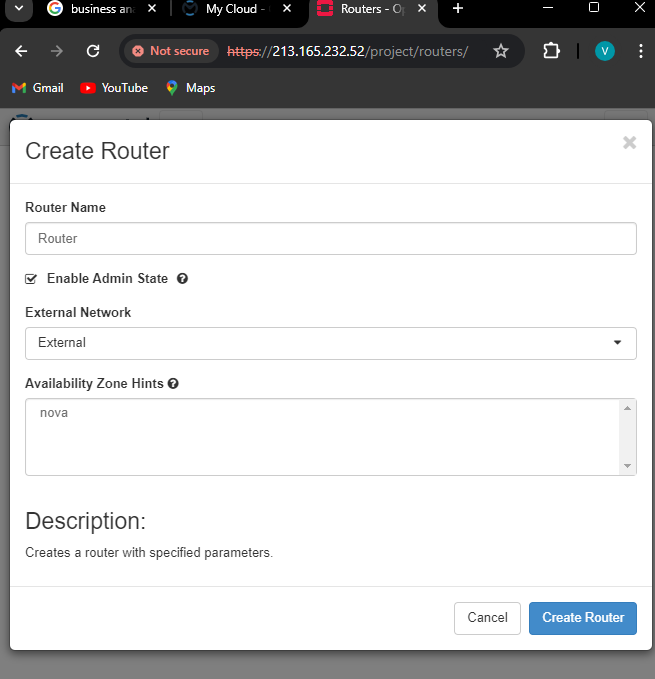 business an
My Cloud -
Routers - Op
Not secure https://213.165.232.52/project/routers/
V
Gmail YouTube Maps
Create Router
Router Name
Router
Enable Admin State
External Network
External
Availability Zone Hints
nova
Description:
Creates a router with specified parameters.
Cancel Create Router